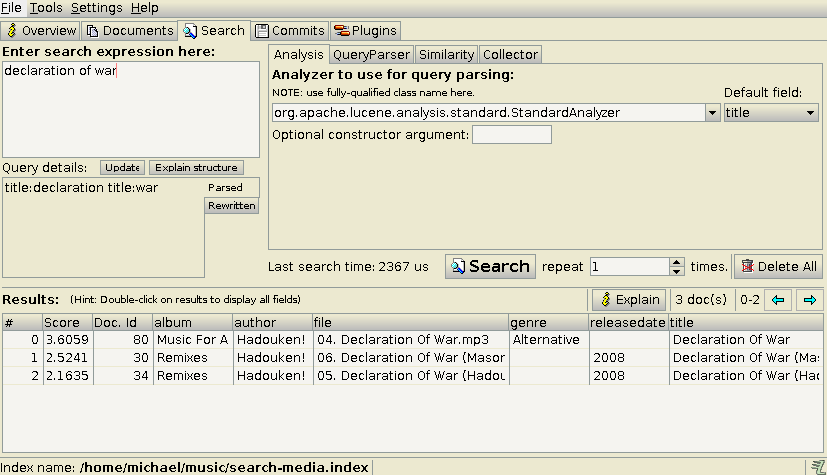 File Tools Settings Help
Overview Documents Search Commits Plugins
Enter search expression here:
declaration of war
Analysis QueryParser Similarity Collector
Analyzer to use for query parsing:
NOTE: use fully-qualified class name here.
Default field:
org.apache.lucene.analysis.standard.StandardAnalyzer
title
Optional constructor argument:
Query details: Update Explain structure
title:declaration title:war
Parsed
Rewritten
Last search time: 2367 us Search repeat 1 times. Delete All
Results: (Hint: Double-click on results to display all fields) Explain 3 doc(s) 0-2
# Score Doc. Id album author file genre releasedate title
0 3.6059 80 Music For A Hadouken! 04. Declaration Of War.mp3 Alternative Declaration Of War
1 2.5241 30 Remixes Hadouken! 06. Declaration Of War (Mason 2008 Declaration Of War (Mas
2 2.1635 34 Remixes Hadouken! 05. Declaration Of War (Hadou 2008 Declaration Of War (Had
Index name: /home/michael/music/search-media.index